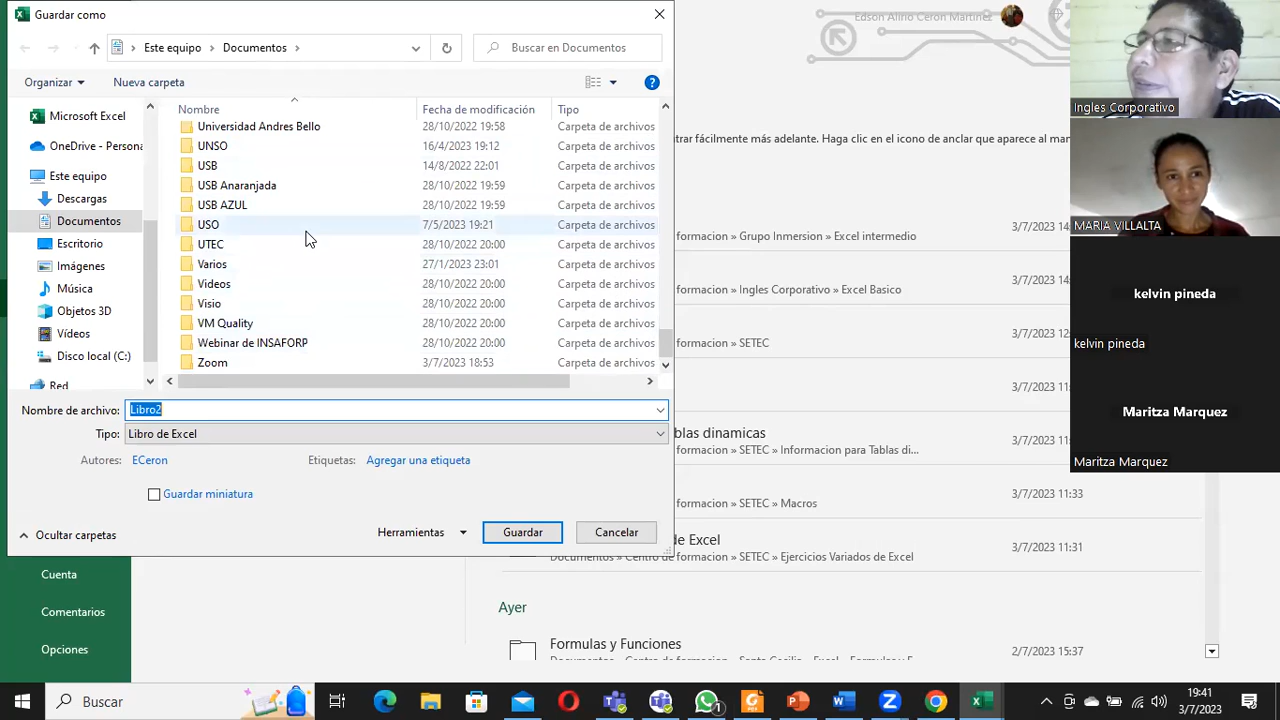 Guardar como
Este equipo > Documentos >
Buscar en Documentos
Organizar
Nueva carpeta
?
Nombre
Fecha de modificación
Tipo
Universidad Andres Bello 28/10/2022 19:58 Carpeta de archivos
UNSO 16/4/2023 19:12 Carpeta de archivos
USB 14/8/2022 22:01 Carpeta de archivos
USB Anaranjada 28/10/2022 19:59 Carpeta de archivos
USB AZUL 28/10/2022 19:59 Carpeta de archivos
USO 7/5/2023 19:21 Carpeta de archivos
UTEC 28/10/2022 20:00 Carpeta de archivos
Varios 27/1/2023 23:01 Carpeta de archivos
Videos 28/10/2022 20:00 Carpeta de archivos
Visio 28/10/2022 20:00 Carpeta de archivos
VM Quality 28/10/2022 20:00 Carpeta de archivos
Webinar de INSAFORP 28/10/2022 20:00 Carpeta de archivos
Zoom 3/7/2023 18:53 Carpeta de archivos
Microsoft Excel
OneDrive - Persona
Este equipo
Descargas
Documentos
Escritorio
Imágenes
Música
Objetos 3D
Vídeos
Disco local (C:)
Red
Nombre de archivo: Libro2
Tipo: Libro de Excel
Autores: ECeron
Etiquetas: Agregar una etiqueta
Guardar miniatura
Ocultar carpetas
Herramientas
Guardar
Cancelar
Cuenta
Comentarios
Opciones
Edson Alirio Ceron Martinez
trar fácilmente más adelante. Haga clic en el icono de anclar que aparece al mar
formacion » Grupo Inmersion » Excel intermedio
3/7/2023 14:
formacion » Ingles Corporativo » Excel Basico
3/7/2023 14:
formacion » SETEC
3/7/2023 12:
3/7/2023 11:
blas dinamicas
formacion » SETEC » Informacion para Tablas di...
3/7/2023 11:
formacion » SETEC » Macros
3/7/2023 11:33
de Excel
Documentos » Centro de formacion » SETEC » Ejercicios Variados de Excel
3/7/2023 11:31
Ayer
Formulas y Funciones
2/7/2023 15:37
Ingles Corporativo
MARIA VILLALTA
kelvin pineda
kelvin pineda
Maritza Marquez
Maritza Marquez
Buscar
1
19:41
3/7/2023